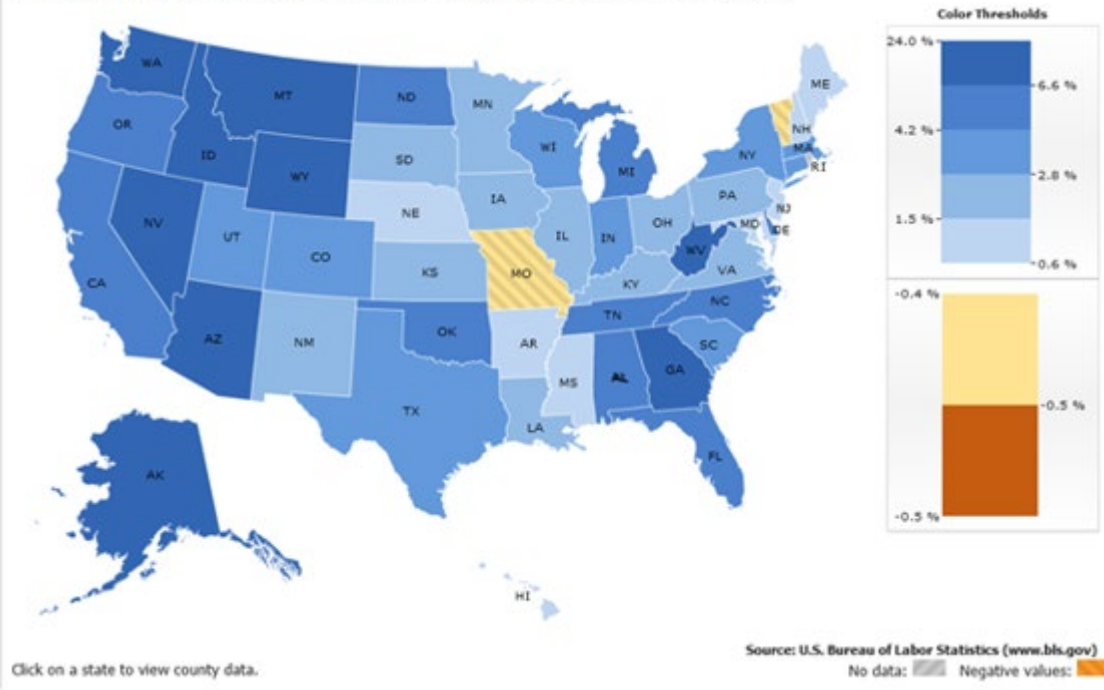 Color Thresholds
24.0 %
6.6 %
4.2 %
2.8 %
1.5 %
0.6 %
-0.4 %
-0.5 %
-0.5 %
WA
MT
ND
MN
ME
OR
ID
WY
SD
WI
MI
NY
NH
MA
RI
NV
UT
CO
NE
IA
IL
IN
OH
PA
NJ
MD
DE
WV
VA
CA
KS
MO
KY
NC
AZ
NM
OK
AR
TN
SC
TX
LA
MS
AL
GA
FL
AK
HI
Source: U.S. Bureau of Labor Statistics (www.bls.gov)
Click on a state to view county data.
No data:
Negative values: